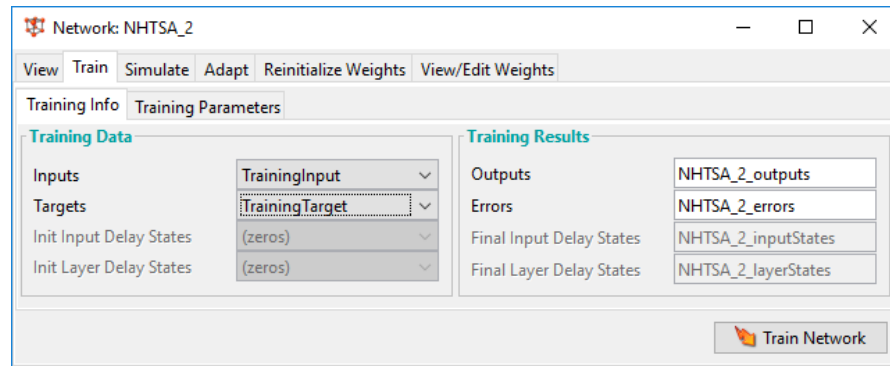 Network: NHTSA_2
View Train Simulate Adapt Reinitialize Weights View/Edit Weights
Training Info Training Parameters
Training Data
Inputs TrainingInput
Targets TrainingTarget
Init Input Delay States (zeros)
Init Layer Delay States (zeros)
Training Results
Outputs NHTSA_2_outputs
Errors NHTSA_2_errors
Final Input Delay States NHTSA_2_inputStates
Final Layer Delay States NHTSA_2_layerStates
Train Network